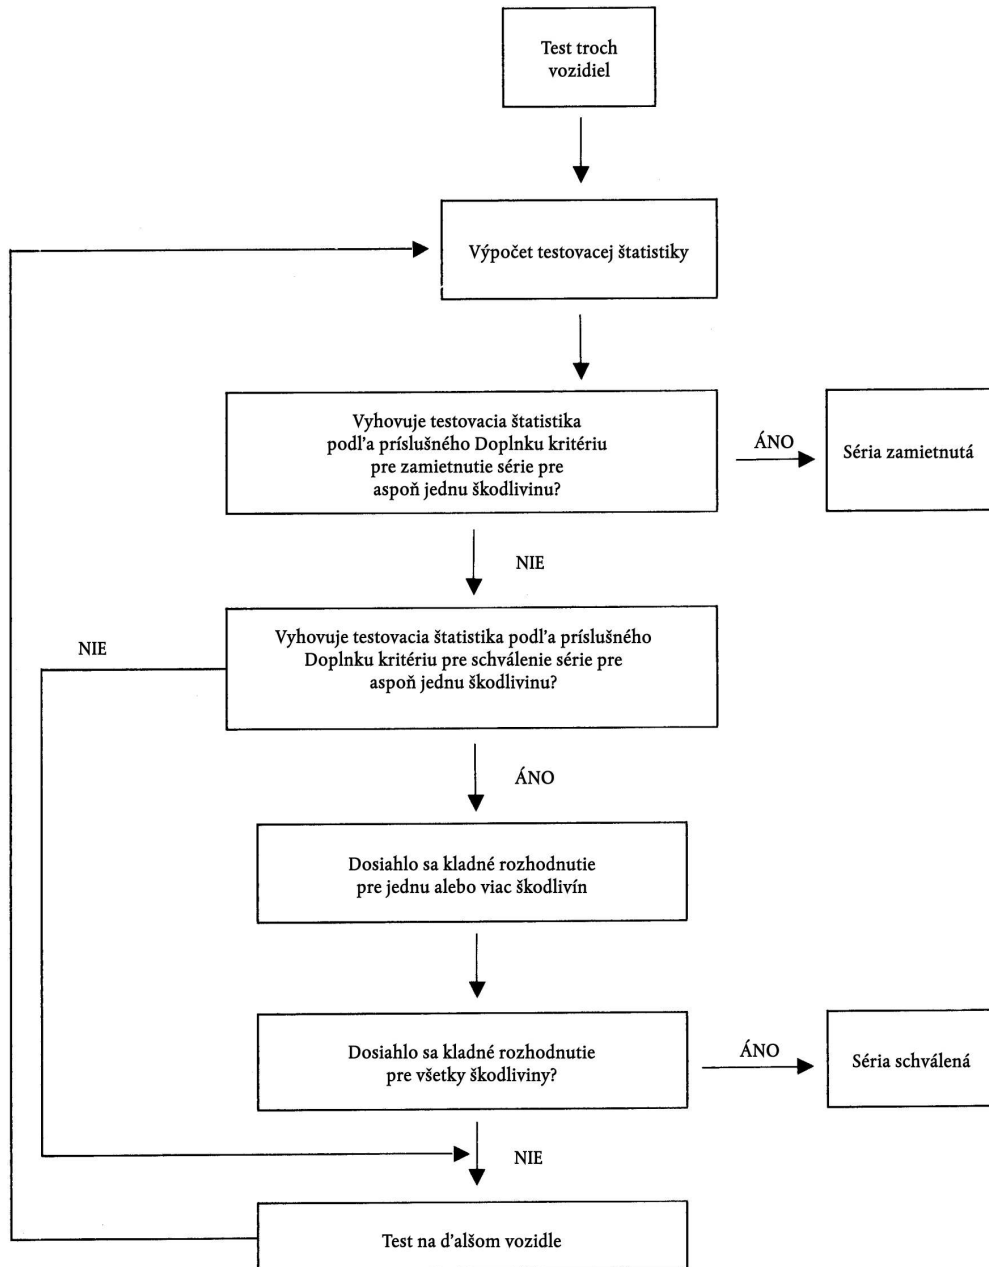 Test troch
vozidiel
Výpočet testovacej štatistiky
Vyhovuje testovacia štatistika
podľa príslušného Doplnku kritériu
pre zamietnutie série pre
aspoň jednu škodlivinu?
ÁNO
Séria zamietnutá
NIE
NIE
Vyhovuje testovacia štatistika podľa príslušného
Doplnku kritériu pre schválenie série pre
aspoň jednu škodlivinu?
ÁNO
Dosiahlo sa kladné rozhodnutie
pre jednu alebo viac škodlivín
Dosiahlo sa kladné rozhodnutie
pre všetky škodliviny?
ÁNO
Séria schválená
NIE
Test na ďalšom vozidle